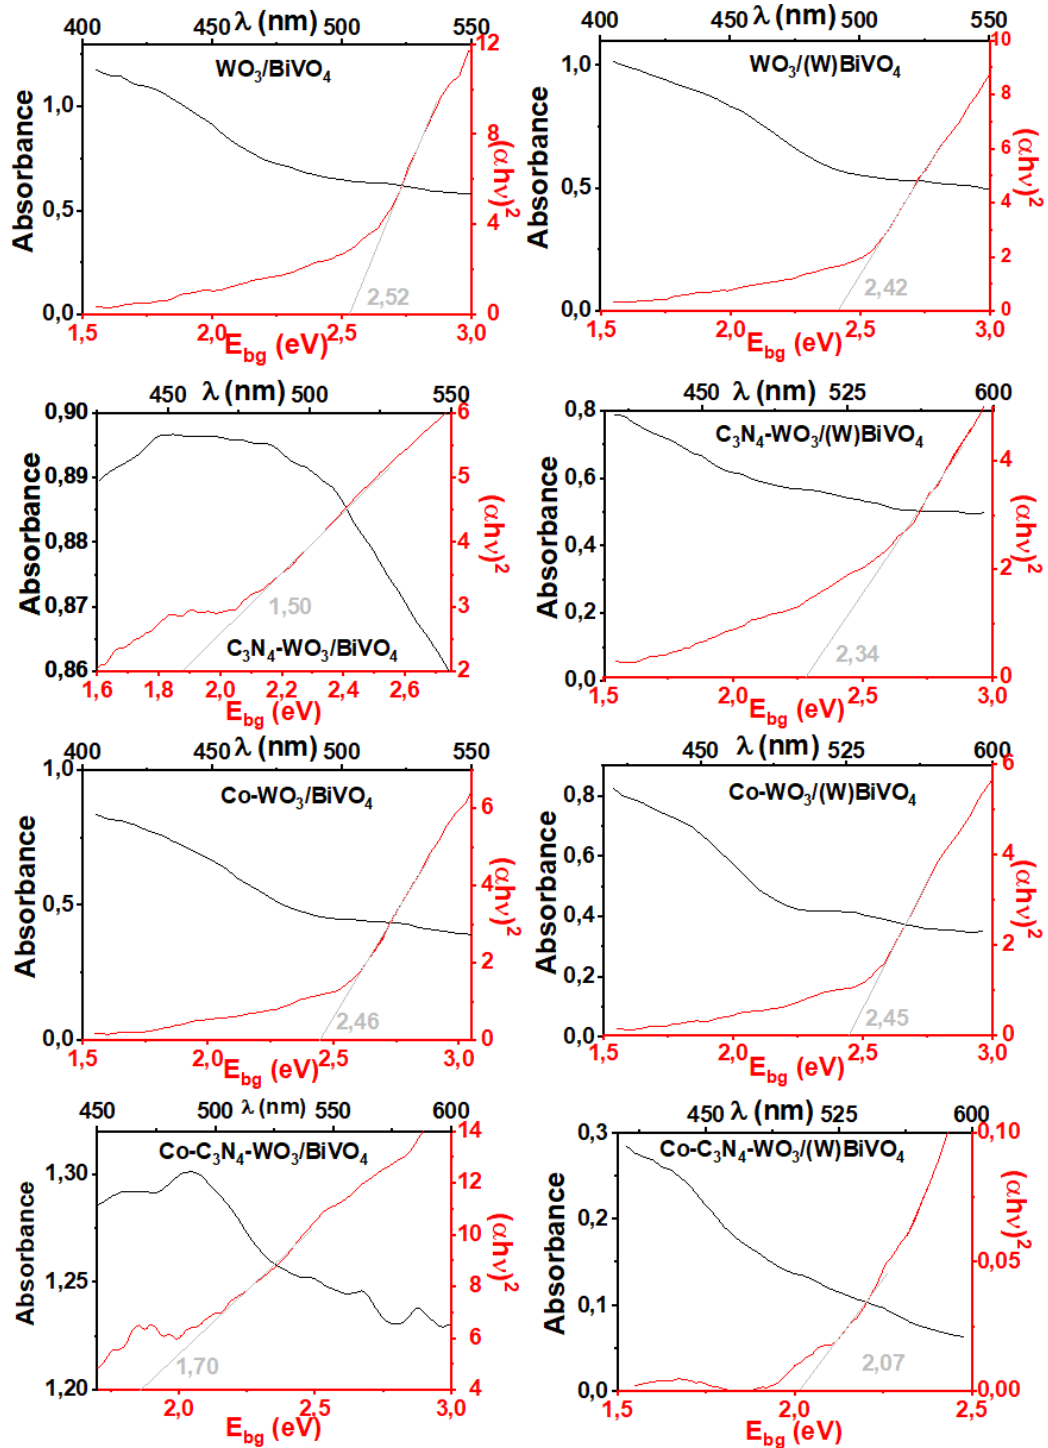 400 450 λ (nm) 500 550
WO₃/BiVO₄
Absorbance
1,0
0,5
0,0
12
8
4
0
(αhν)²
2,52
1,5 2,0 2,5 3,0
E_bg (eV)
400 450 λ (nm) 500 550
WO₃/(W)BiVO₄
Absorbance
1,0
0,5
0,0
10
8
6
4
2
0
(αhν)²
2,42
1,5 2,0 2,5 3,0
E_bg (eV)
450 λ (nm) 500 550
0,90
0,89
0,88
0,87
0,86
Absorbance
6
5
4
3
2
(αhν)²
1,50
C₃N₄-WO₃/BiVO₄
1,6 1,8 2,0 2,2 2,4 2,6
E_bg (eV)
450 λ (nm) 525 600
C₃N₄-WO₃/(W)BiVO₄
Absorbance
0,8
0,6
0,4
0,2
0,0
4
2
0
(αhν)²
2,34
1,5 2,0 2,5 3,0
E_bg (eV)
400 450 λ (nm) 500 550
Co-WO₃/BiVO₄
Absorbance
1,0
0,5
0,0
6
4
2
0
(αhν)²
2,46
1,5 2,0 2,5 3,0
E_bg (eV)
450 λ (nm) 525 600
Co-WO₃/(W)BiVO₄
Absorbance
0,8
0,6
0,4
0,2
0,0
6
4
2
0
(αhν)²
2,45
1,5 2,0 2,5 3,0
E_bg (eV)
450 500 λ (nm) 550 600
Co-C₃N₄-WO₃/BiVO₄
Absorbance
1,30
1,25
1,20
14
12
10
8
6
4
(αhν)²
1,70
2,0 2,5 3,0
E_bg (eV)
450 λ (nm) 525 600
Co-C₃N₄-WO₃/(W)BiVO₄
Absorbance
0,3
0,2
0,1
0,0
0,10
0,05
0,00
(αhν)²
2,07
1,5 2,0 2,5
E_bg (eV)